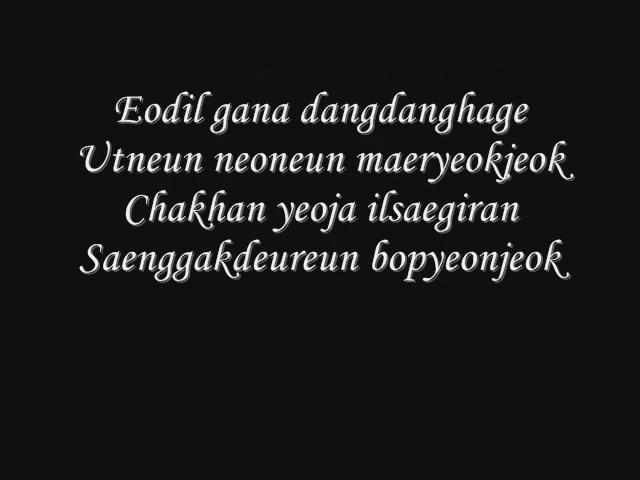 Eodil gana dangdanghage
Utneun neoneun maeryeokjeok
Chakhan yeoja ilsaegiran
Saenggakdeureun bopyeonjeok